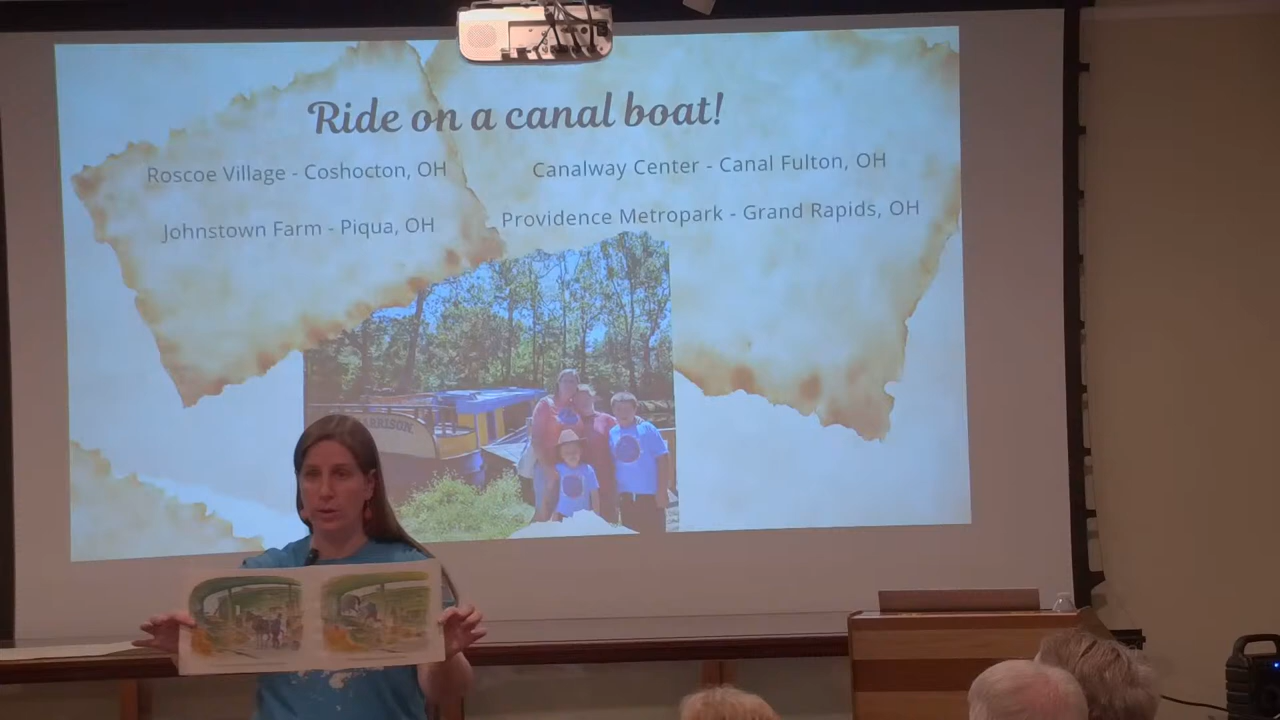 Ride on a canal boat!
Roscoe Village - Coshocton, OH
Canalway Center - Canal Fulton, OH
Johnstown Farm - Piqua, OH
Providence Metropark - Grand Rapids, OH
ARRISON